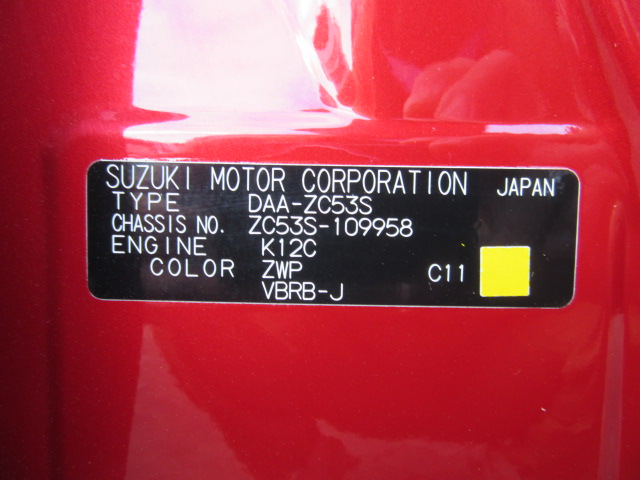 SUZUKI MOTOR CORPORATION JAPAN
TYPE DAA-ZC53S
CHASSIS NO. ZC53S-109958
ENGINE K12C
COLOR ZWP C11
VBRB-J